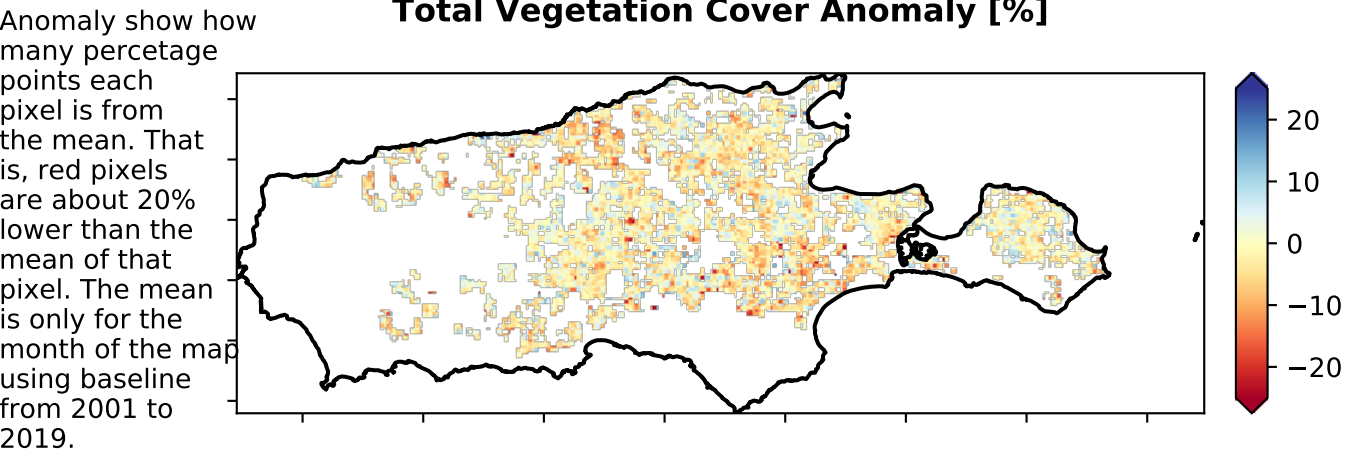 Total Vegetation Cover Anomaly [%]
Anomaly show how
many percetage
points each
pixel is from
the mean. That
is, red pixels
are about 20%
lower than the
mean of that
pixel. The mean
is only for the
month of the map
using baseline
from 2001 to
2019.
20
10
0
−10
−20